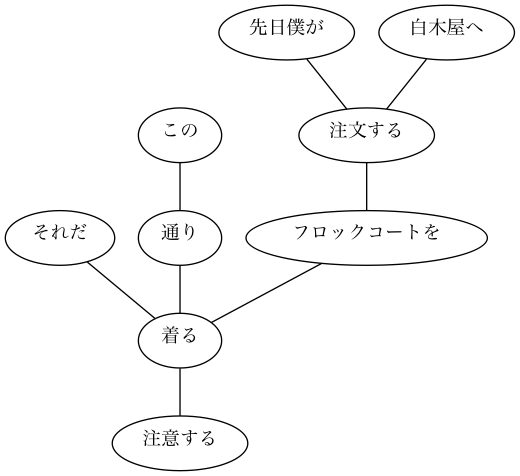 先日僕が
白木屋へ
この
注文する
それだ
通り
フロックコートを
着る
注意する